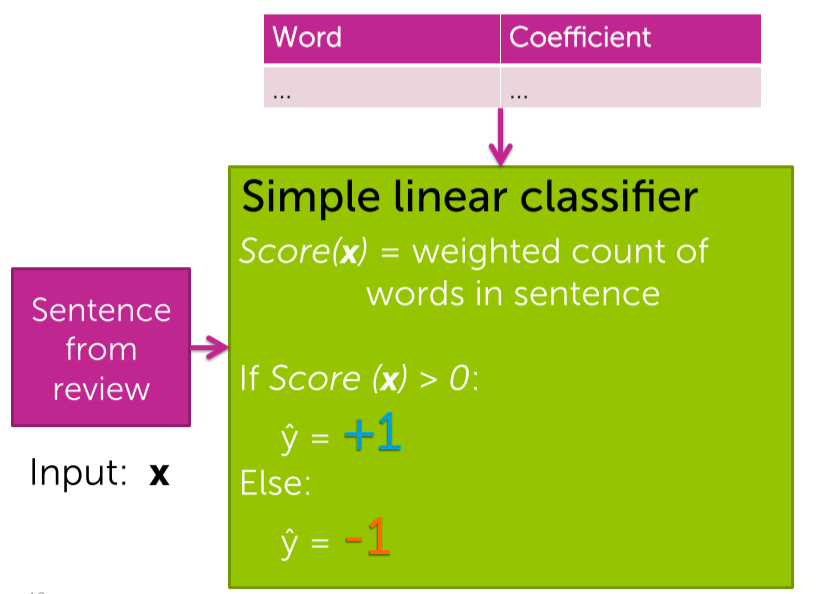 Word Coefficient
... ...
Simple linear classifier
Score(x) = weighted count of
words in sentence
Sentence
from
review
If Score (x) > 0:
ŷ = +1
Input: x
Else:
ŷ = -1